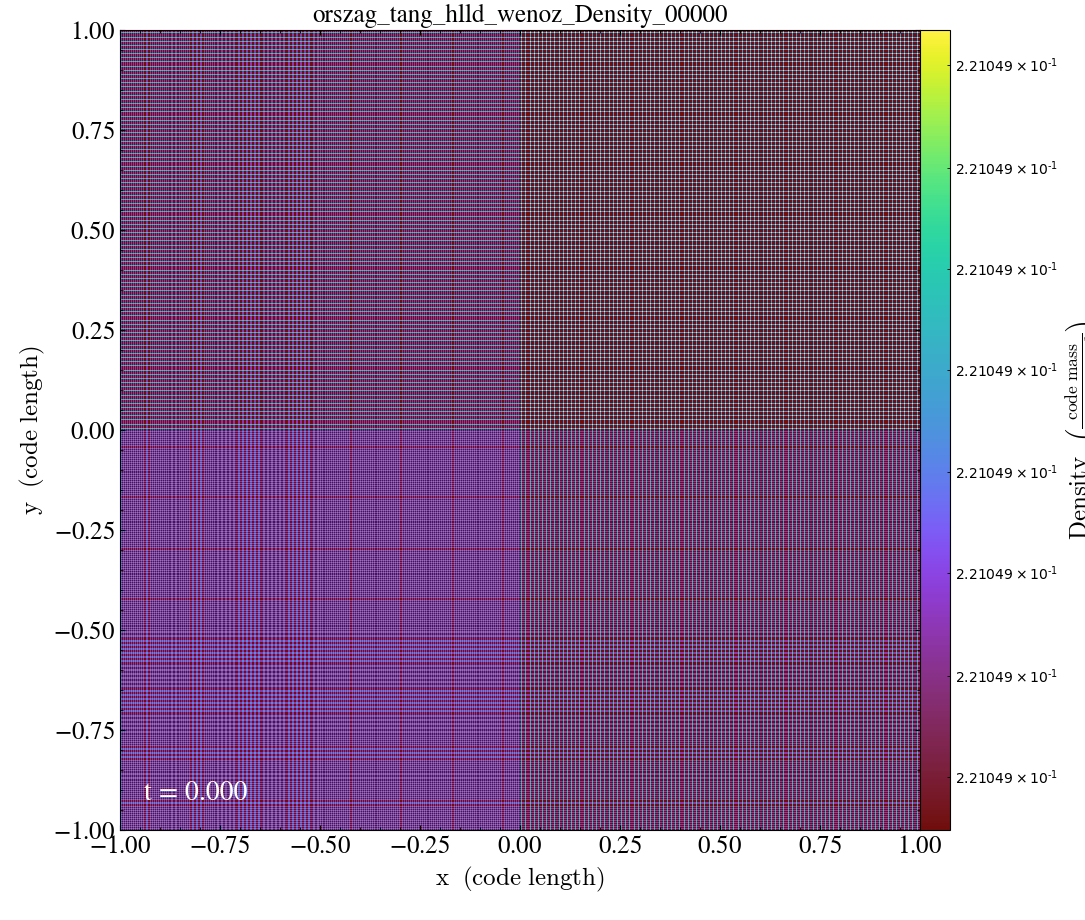 orszag_tang_hlld_wenoz_Density_00000
1.00
0.75
0.50
0.25
0.00
−0.25
−0.50
−0.75
−1.00
y (code length)
t = 0.000
−1.00 −0.75 −0.50 −0.25 0.00 0.25 0.50 0.75 1.00
x (code length)
2.21049 × 10⁻¹
2.21049 × 10⁻¹
2.21049 × 10⁻¹
2.21049 × 10⁻¹
2.21049 × 10⁻¹
2.21049 × 10⁻¹
2.21049 × 10⁻¹
2.21049 × 10⁻¹
Density (code mass)